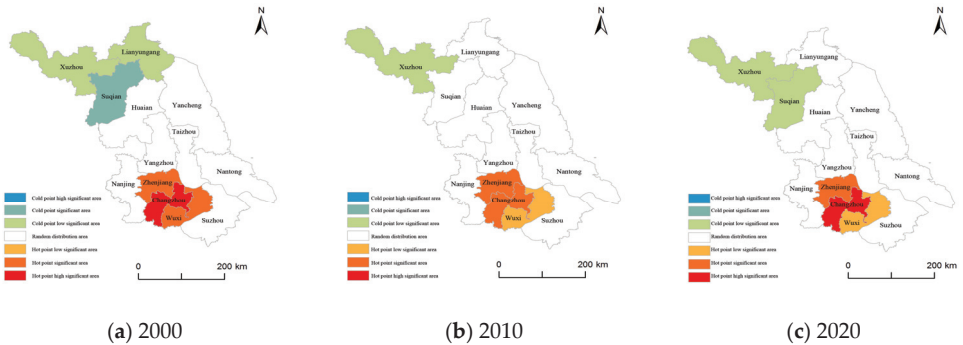 N
Lianyungang
Xuzhou
Suqian
Huaian
Yancheng
Taizhou
Yangzhou
Nanjing
Zhenjiang
Nantong
Changzhou
Wuxi
Suzhou
Cold point high significant area
Cold point significant area
Cold point low significant area
Random distribution area
Hot point low significant area
Hot point significant area
Hot point high significant area
0 200 km
(a) 2000
N
Lianyungang
Xuzhou
Suqian
Huaian
Yancheng
Taizhou
Yangzhou
Nanjing
Zhenjiang
Nantong
Changzhou
Wuxi
Suzhou
Cold point high significant area
Cold point significant area
Cold point low significant area
Random distribution area
Hot point low significant area
Hot point significant area
Hot point high significant area
0 200 km
(b) 2010
N
Lianyungang
Xuzhou
Suqian
Huaian
Yancheng
Taizhou
Yangzhou
Nanjing
Zhenjiang
Nantong
Changzhou
Wuxi
Suzhou
Cold point high significant area
Cold point significant area
Cold point low significant area
Random distribution area
Hot point low significant area
Hot point significant area
Hot point high significant area
0 200 km
(c) 2020